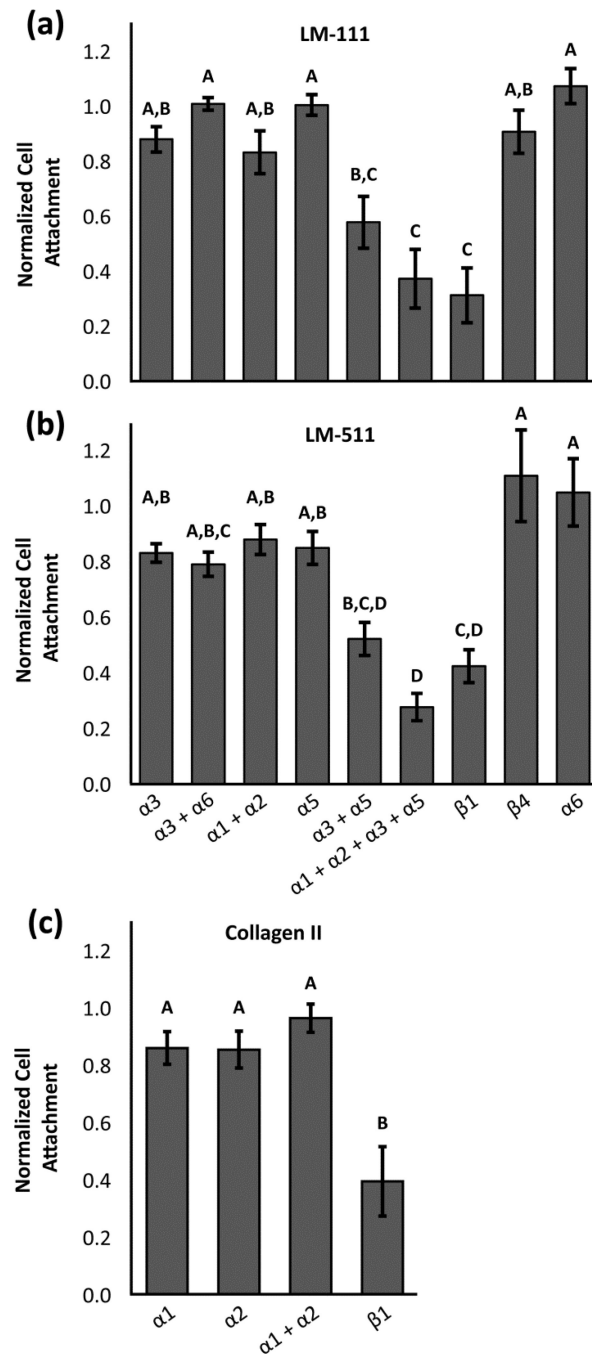 (a)
LM-111
Normalized Cell
Attachment
1.2
1.0
0.8
0.6
0.4
0.2
0.0
A,B
A
A,B
A
B,C
C
C
A,B
A
(b)
LM-511
Normalized Cell
Attachment
1.2
1.0
0.8
0.6
0.4
0.2
0.0
A,B
A,B,C
A,B
A,B
B,C,D
D
C,D
A
A
α3
α3 + α6
α1 + α2
α5
α3 + α5
α1 + α2 + α3 + α5
β1
β4
α6
(c)
Collagen II
Normalized Cell
Attachment
1.2
1.0
0.8
0.6
0.4
0.2
0.0
A
A
A
B
α1
α2
α1 + α2
β1